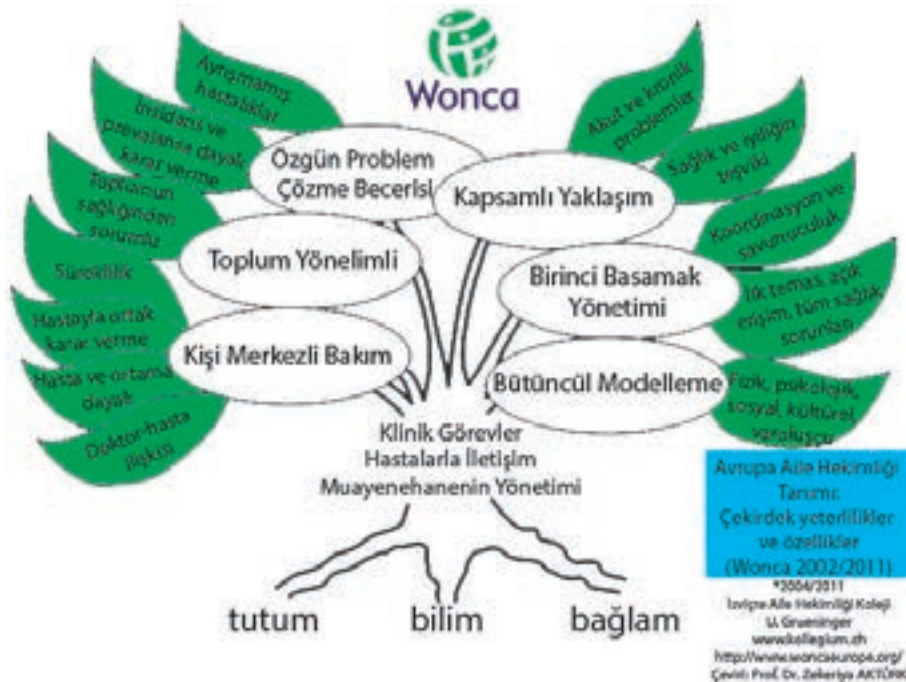 Wonca
Ayrışmamış
hastalıklar
İnsidans ve
prevalansa dayalı
karar verme
Toplumun
sağlığından
sorumlu
Süreklilik
Hastayla ortak
karar verme
Hasta ve ortama
dayalı
Doktor-hasta
ilişkisi
Özgün Problem
Çözme Becerisi
Toplum Yönelimli
Kişi Merkezli Bakım
Kapsamlı Yaklaşım
Birinci Basamak
Yönetimi
Bütüncül Modelleme
Akut ve kronik
problemler
Sağlık ve iyiliğin
teşviki
Koordinasyon ve
savunuculuk
İlk temas, açık
erişim, tüm sağlık
sorunları
Fizik, psikolojik,
sosyal, kültürel,
varoluşçu
Klinik Görevler
Hastalarla İletişim
Muayenehanenin Yönetimi
tutum
bilim
bağlam
Avrupa Aile Hekimliği
Tanımı:
Çekirdek yeterlilikler
ve özellikler
(Wonca 2002/2011)
*2004/2011
İsviçre Aile Hekimliği Koleji
U. Grueninger
www.kollegium.ch
http://www.woncaeurope.org/
Çeviri: Prof. Dr. Zekeriya AKTÜRK